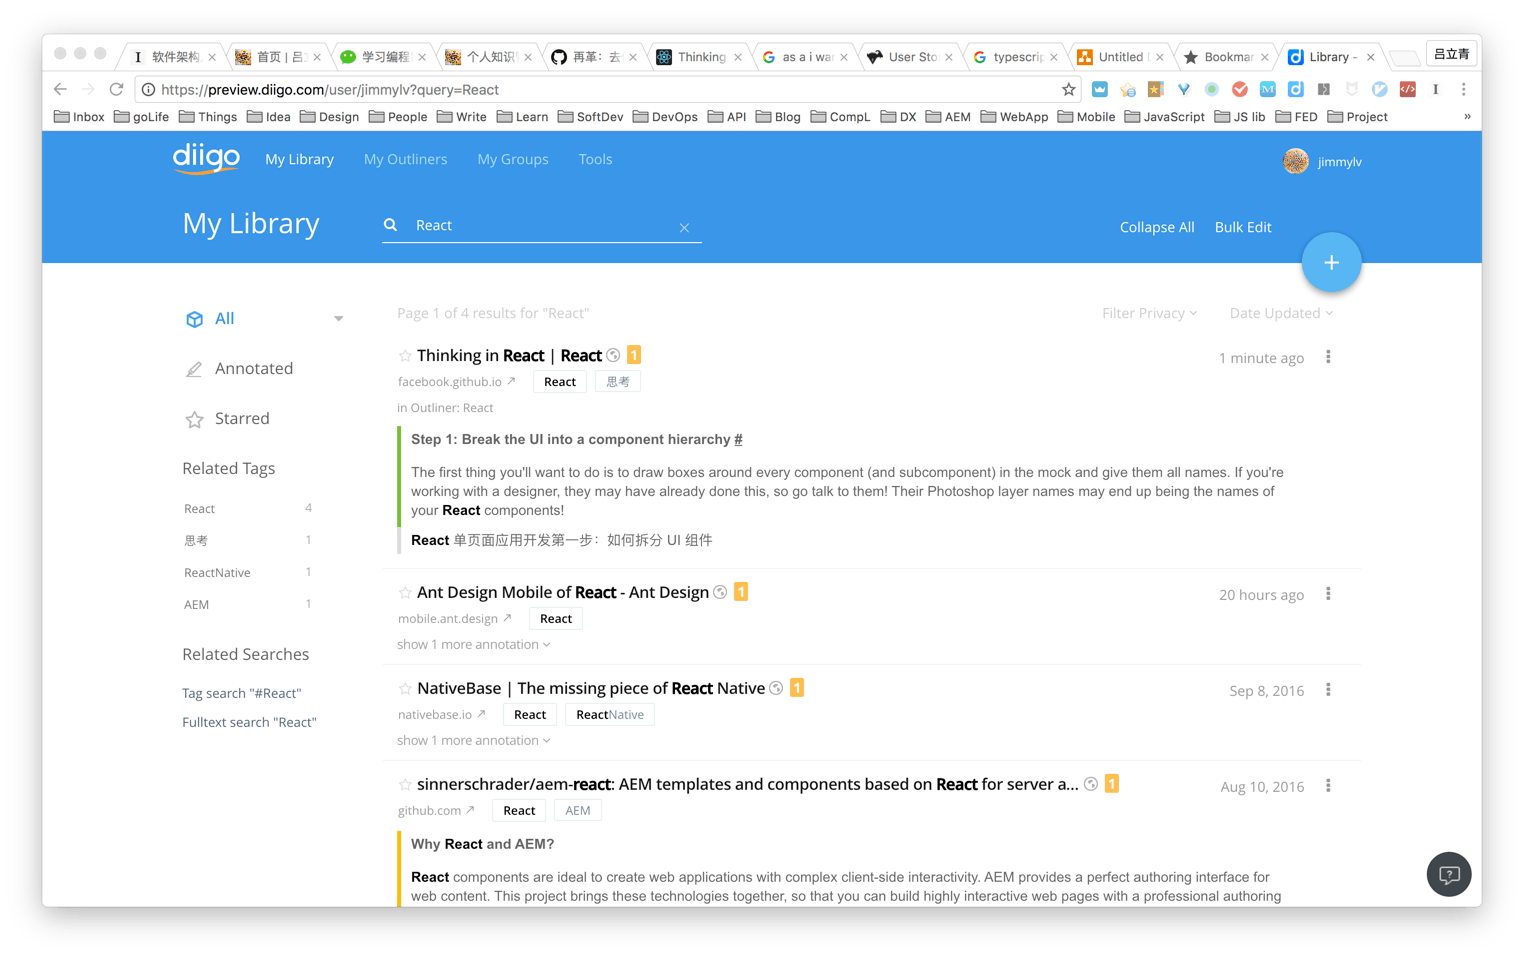 软件架构
首页 | 吕
学习编程
个人知识
再革：去
Thinking
as a i war
User Sto
typescrip
Untitled
Bookmar
Library -
吕立青
https://preview.diigo.com/user/jimmylv?query=React
Inbox goLife Things Idea Design People Write Learn SoftDev DevOps API Blog CompL DX AEM WebApp Mobile JavaScript JS lib FED Project »
diigo My Library My Outliners My Groups Tools jimmylv
My Library React Collapse All Bulk Edit
+
All
Annotated
Starred
Related Tags
React 4
思考 1
ReactNative 1
AEM 1
Related Searches
Tag search "#React"
Fulltext search "React"
Page 1 of 4 results for "React" Filter Privacy Date Updated
Thinking in React | React 1 1 minute ago
facebook.github.io React 思考
in Outliner: React
Step 1: Break the UI into a component hierarchy #
The first thing you'll want to do is to draw boxes around every component (and subcomponent) in the mock and give them all names. If you're
working with a designer, they may have already done this, so go talk to them! Their Photoshop layer names may end up being the names of
your React components!
React 单页面应用开发第一步：如何拆分 UI 组件
Ant Design Mobile of React - Ant Design 1 20 hours ago
mobile.ant.design React
show 1 more annotation
NativeBase | The missing piece of React Native 1 Sep 8, 2016
nativebase.io React ReactNative
show 1 more annotation
sinnerschrader/aem-react: AEM templates and components based on React for server a... 1 Aug 10, 2016
github.com React AEM
Why React and AEM?
React components are ideal to create web applications with complex client-side interactivity. AEM provides a perfect authoring interface for
web content. This project brings these technologies together, so that you can build highly interactive web pages with a professional authoring